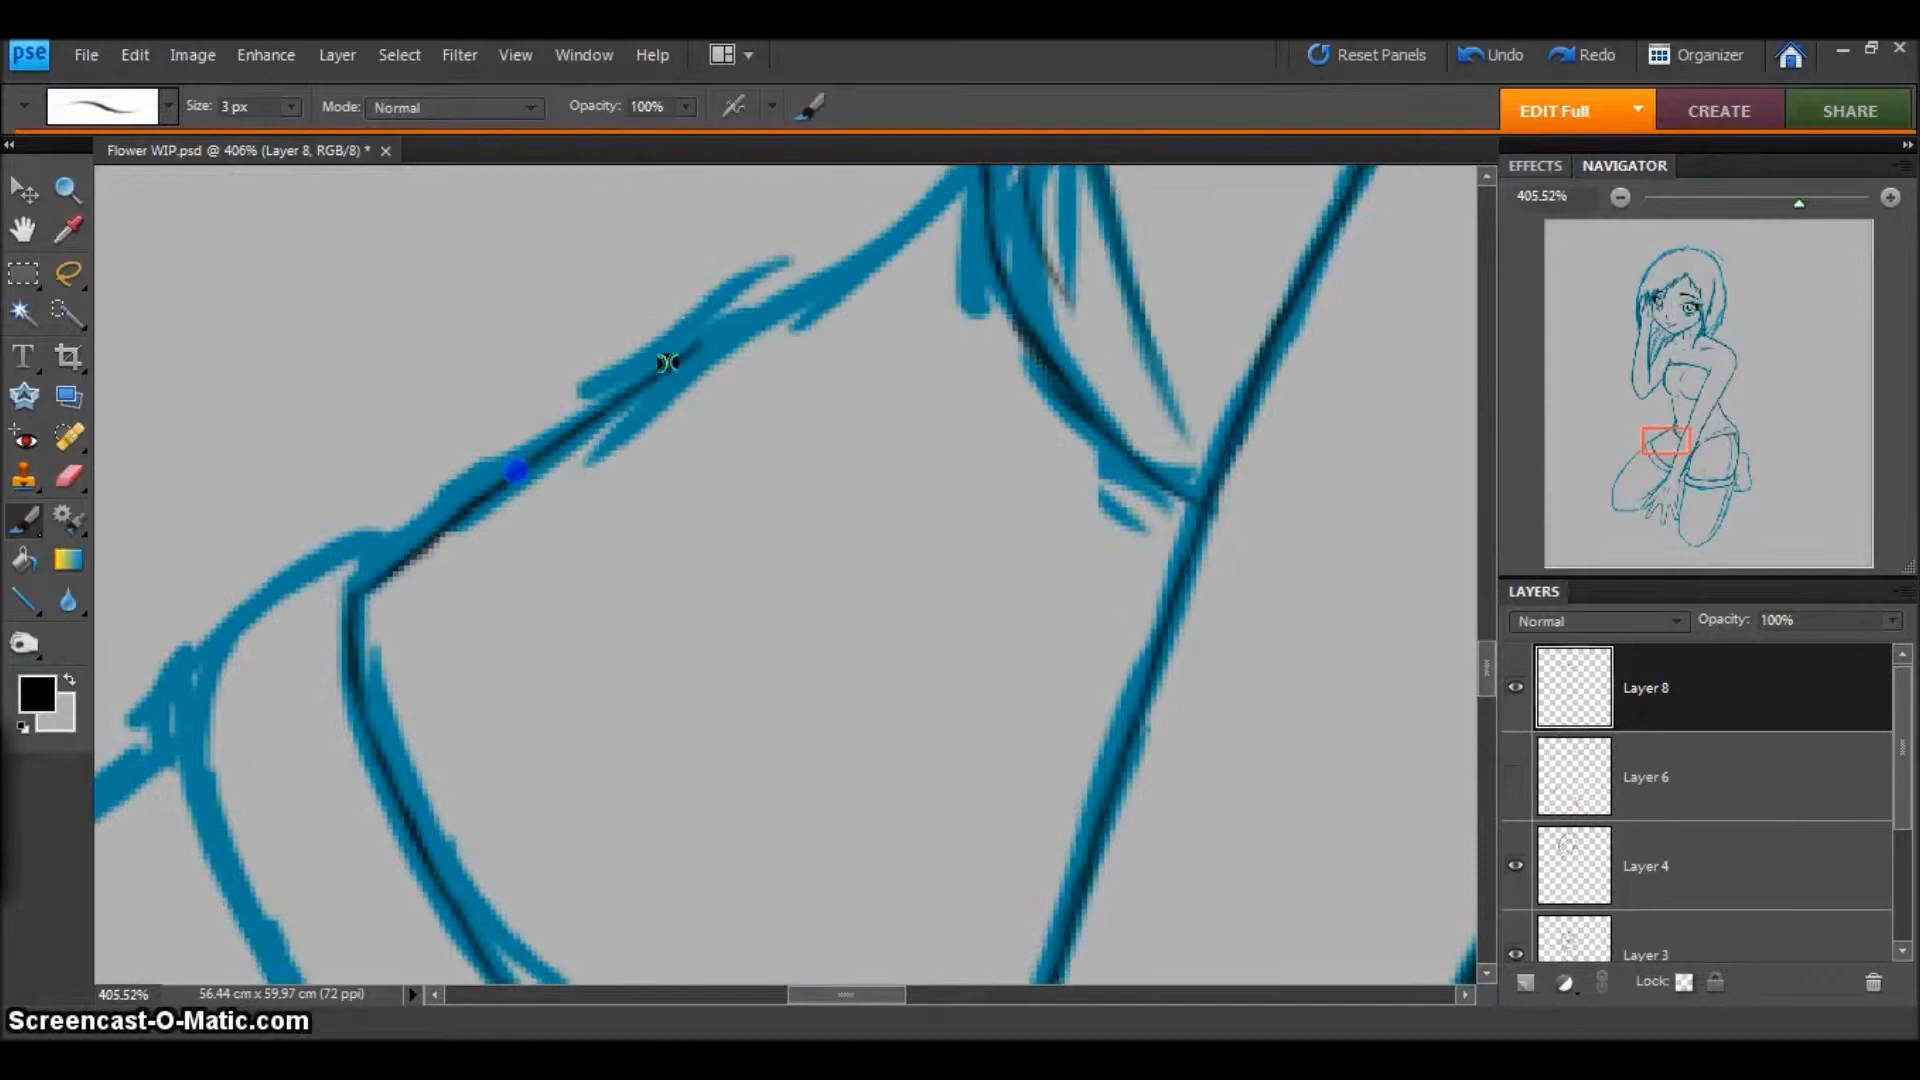 pse File Edit Image Enhance Layer Select Filter View Window Help Reset Panels Undo Redo Organizer
Size: 3 px Mode: Normal Opacity: 100% EDIT Full CREATE SHARE
Flower WIP.psd @ 406% (Layer 8, RGB/8) *
EFFECTS NAVIGATOR
405.52%
LAYERS
Normal Opacity: 100%
Layer 8
Layer 6
Layer 4
Layer 3
Lock:
405.52% 56.44 cm x 59.97 cm (72 ppi)
Screencast-O-Matic.com